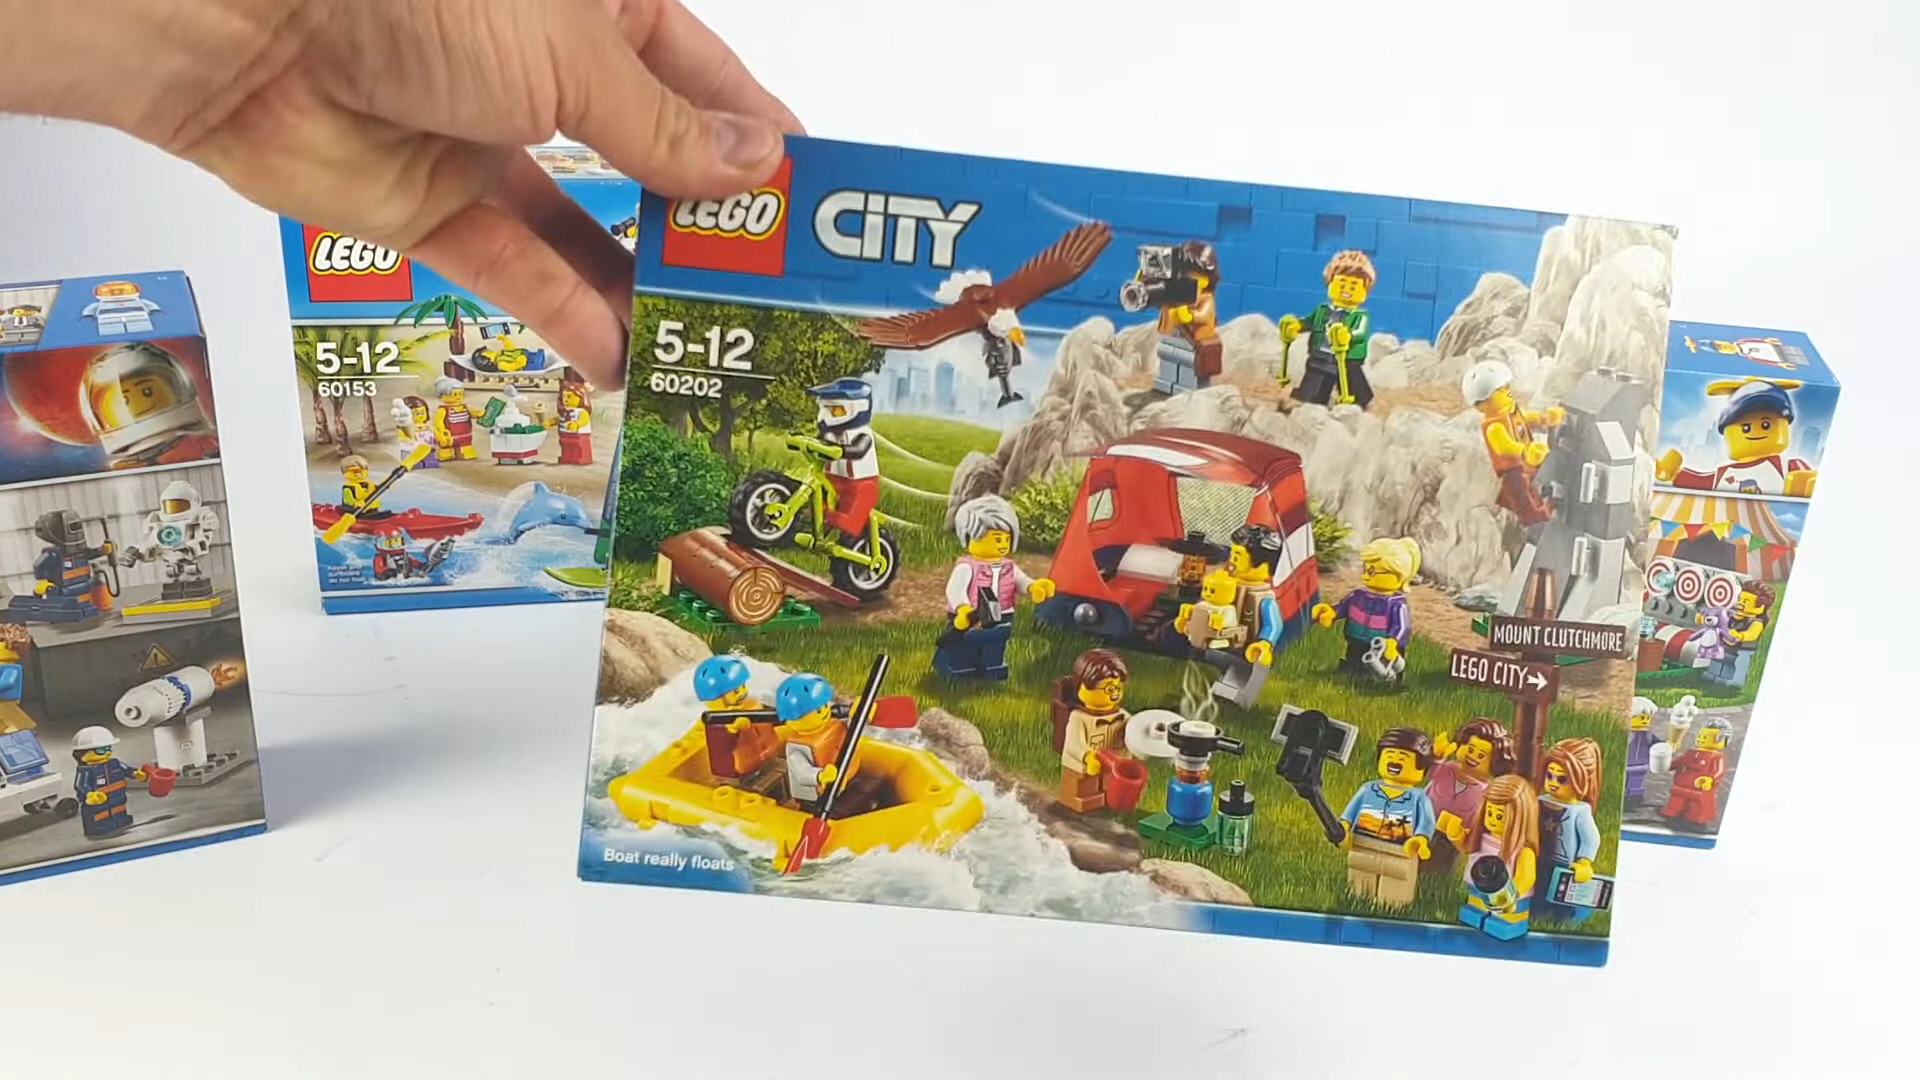 LEGO
CITY
5-12
60202
MOUNT CLUTCHMORE
LEGO CITY→
Boat really floats
LEGO
5-12
60153